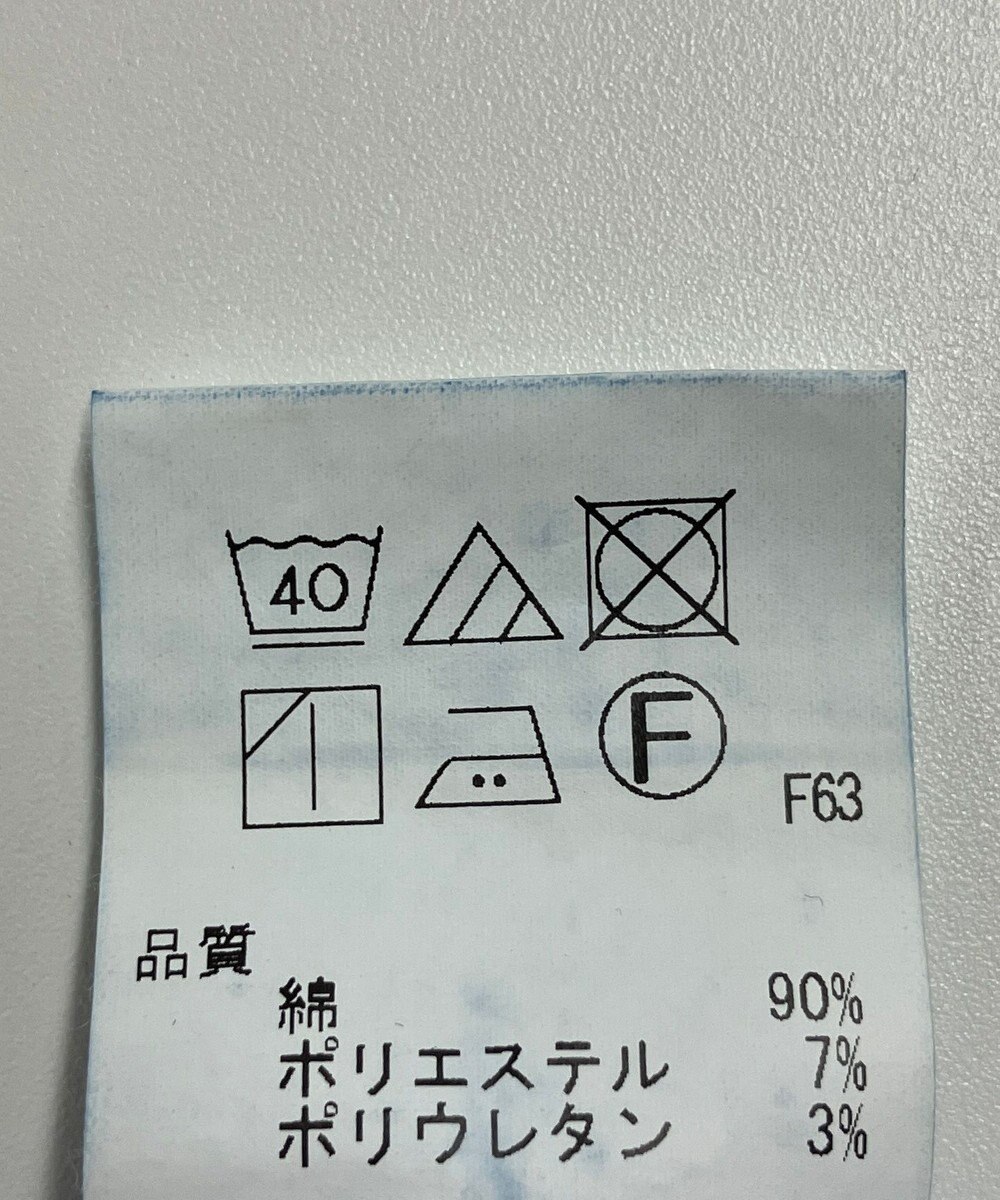 40
F
F63
品質
綿 90%
ポリエステル 7%
ポリウレタン 3%